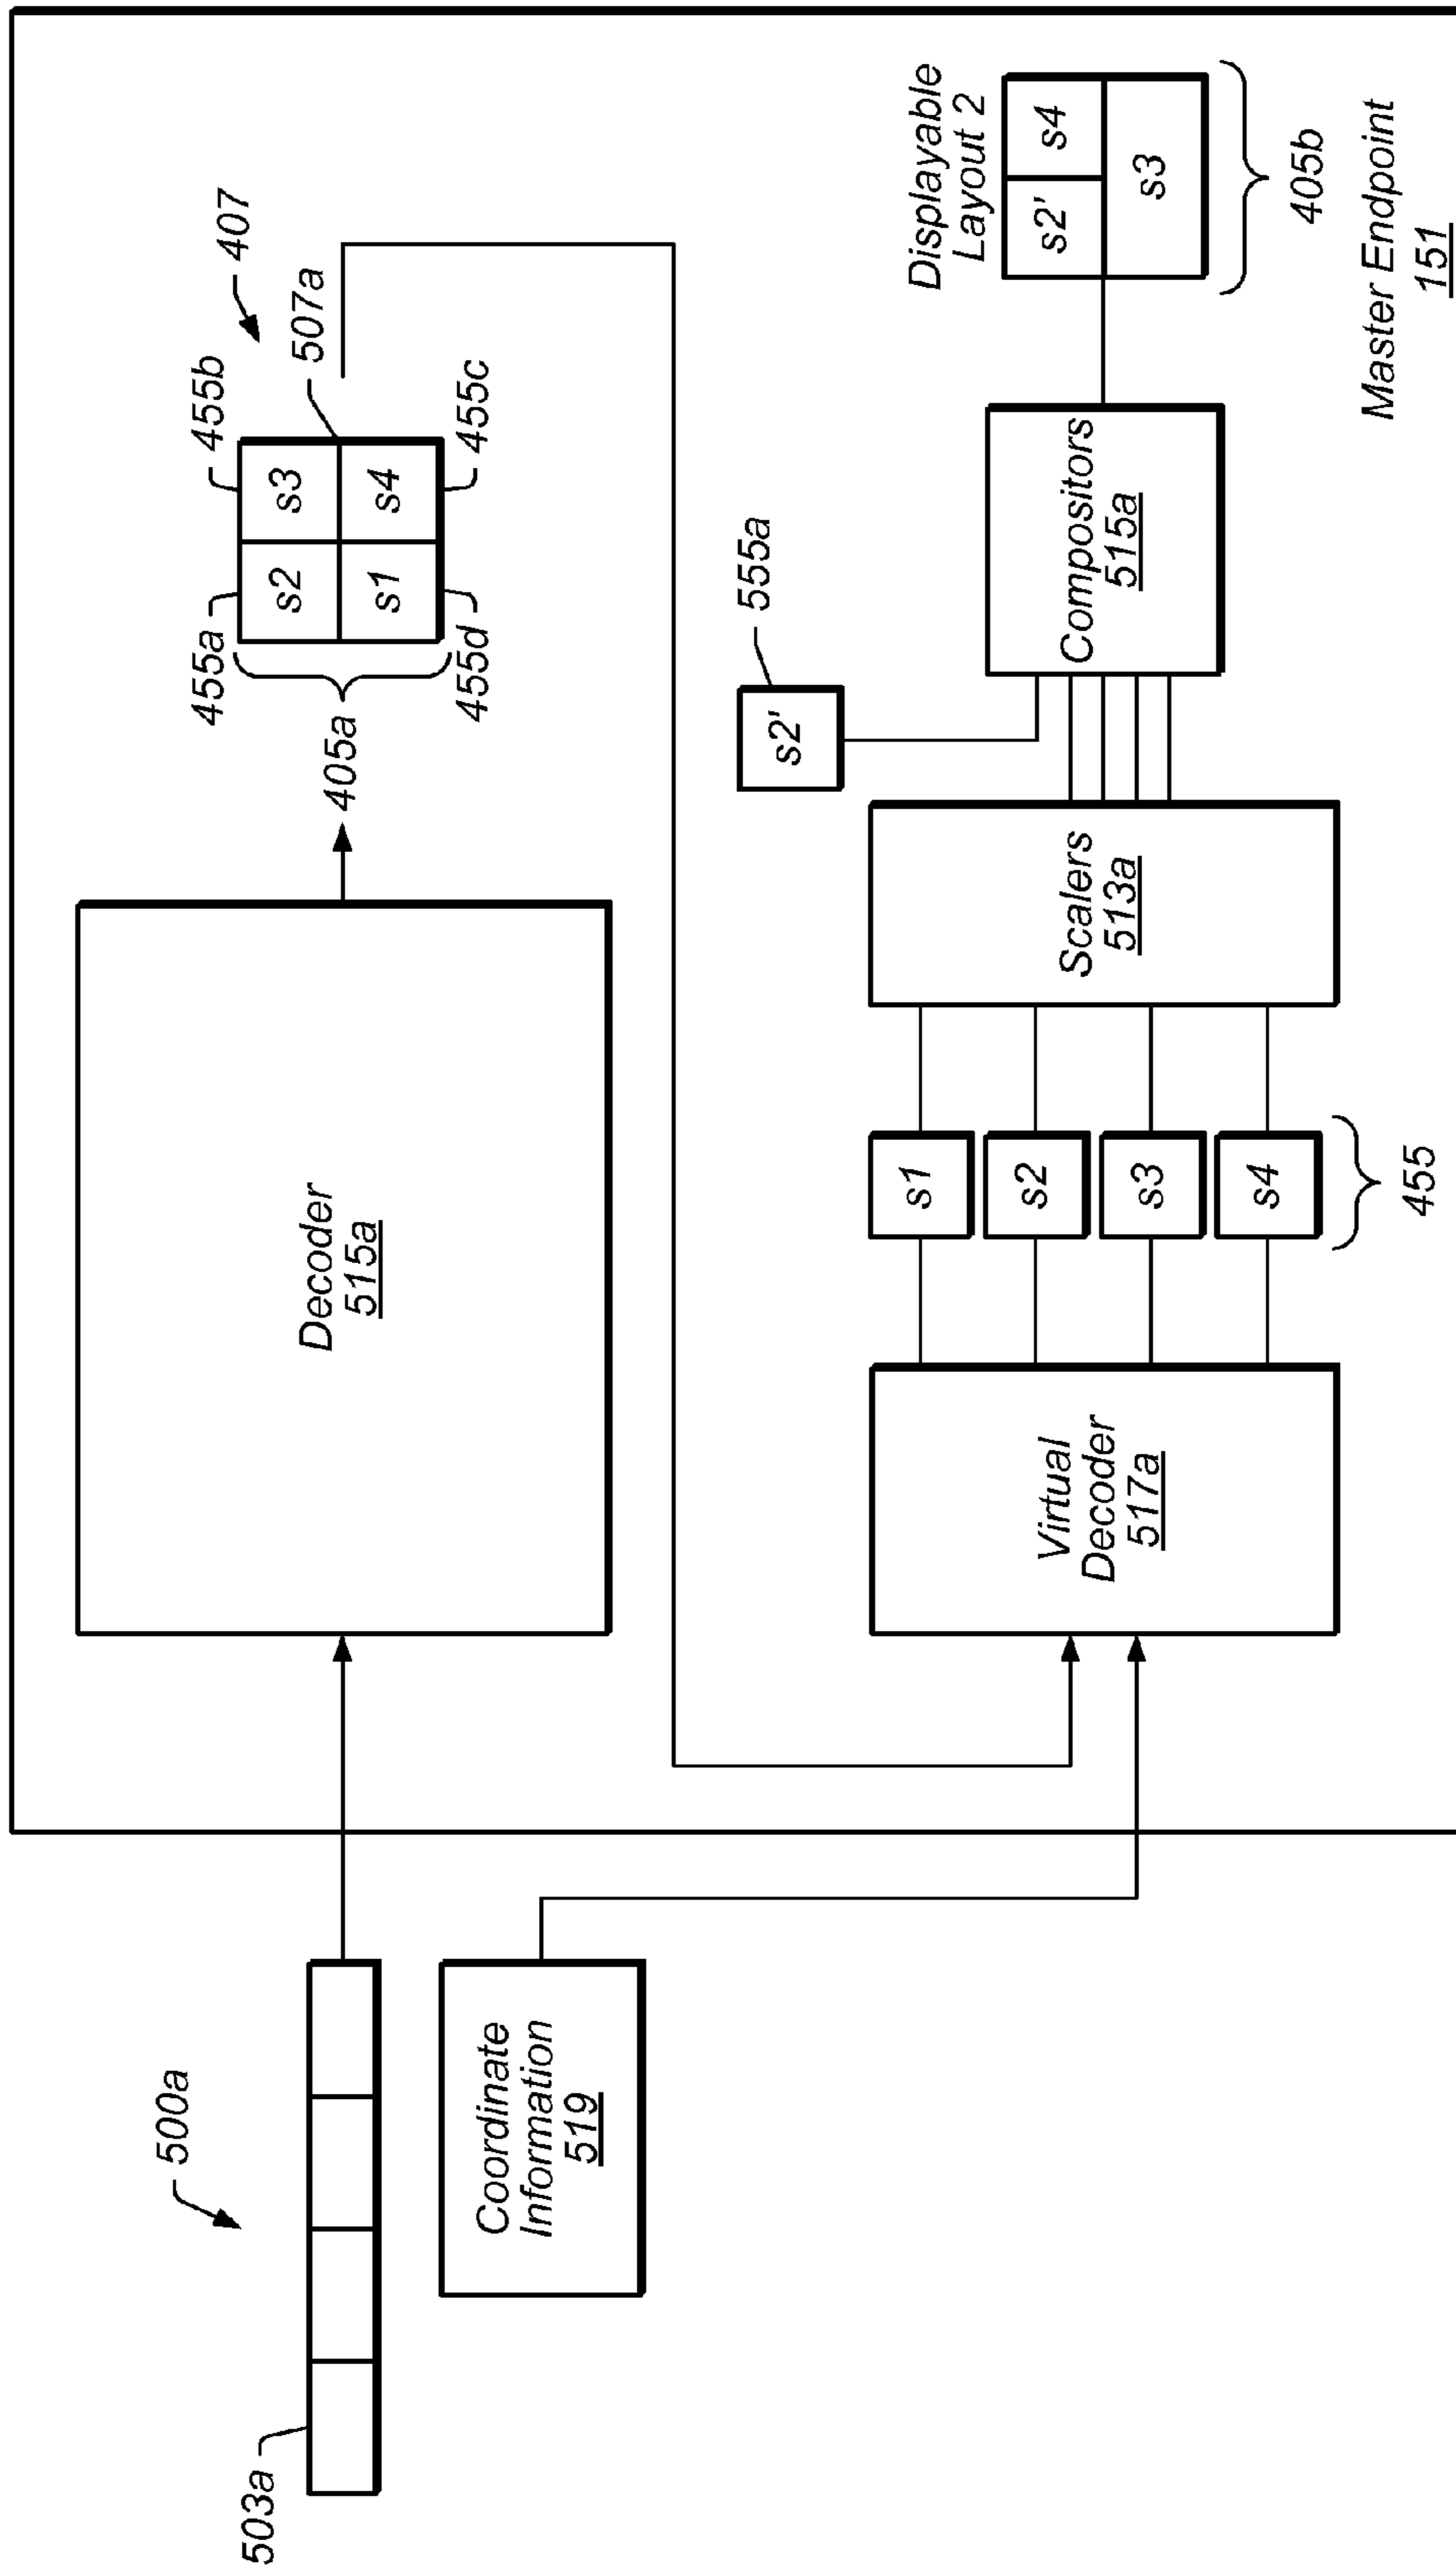 500a
503a
Coordinate
Information
519
Decoder
515a
405a
455a
455b
407
507a
s2
s3
s1
s4
455d
455c
Virtual
Decoder
517a
s1
s2
s3
s4
455
Scalers
513a
s2'
555a
Compositors
515a
Displayable
Layout 2
s2'
s4
s3
405b
Master Endpoint
151